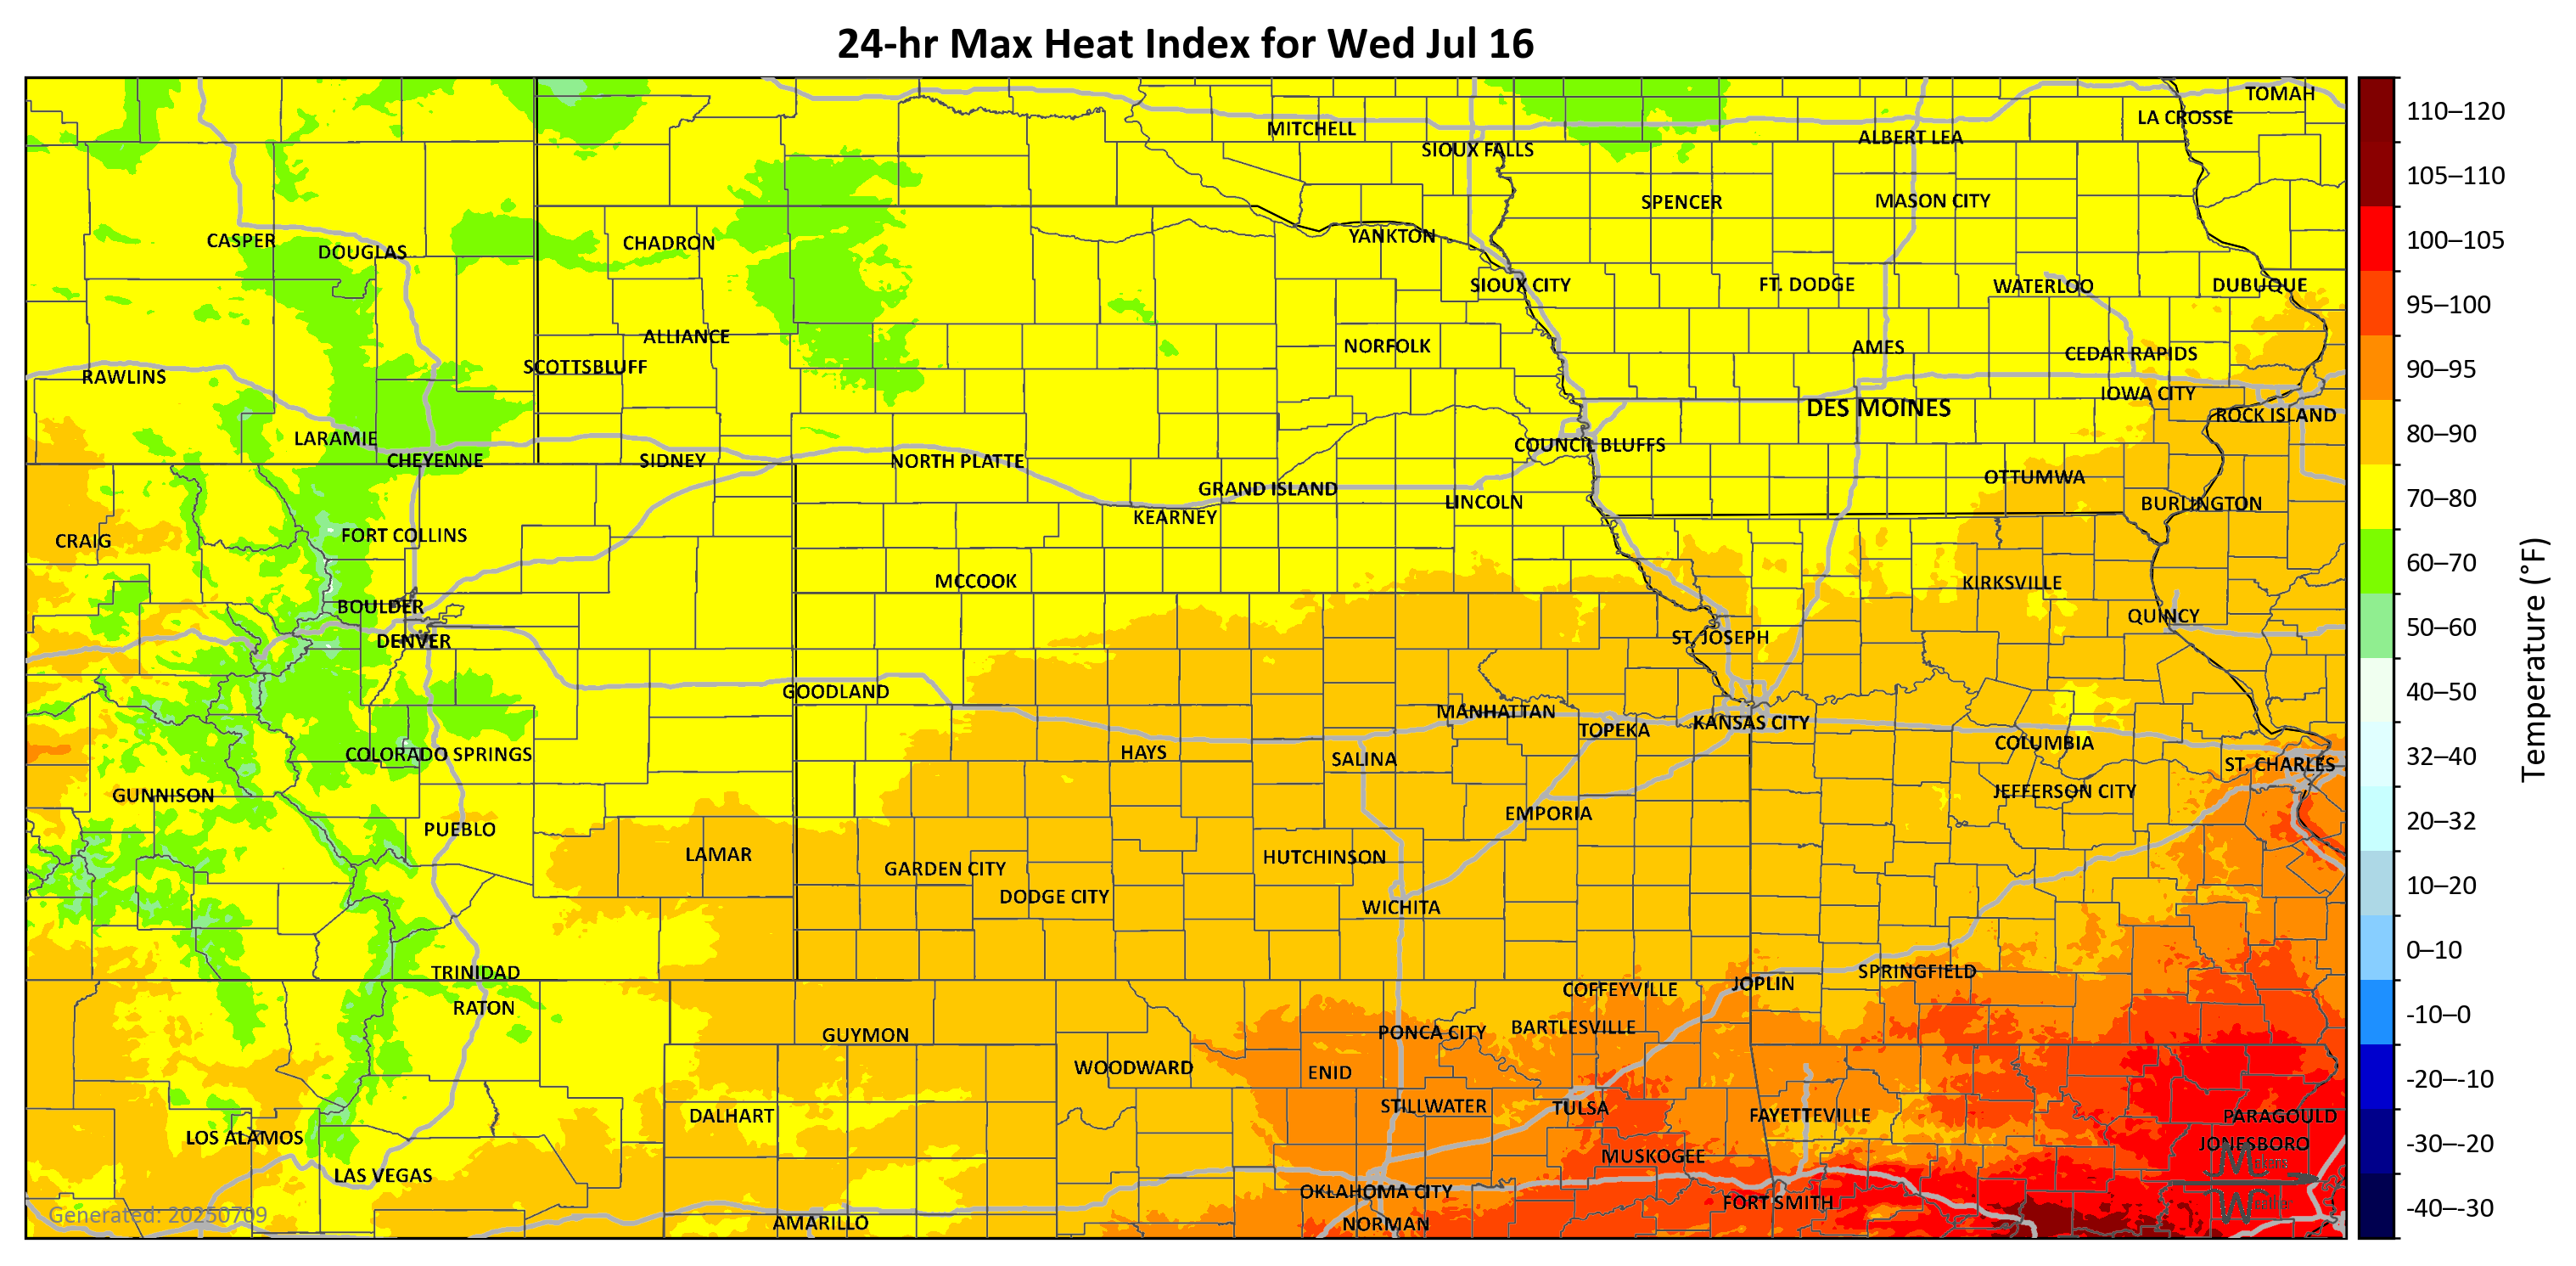 24-hr Max Heat Index for Wed Jul 16
TOMAH
LA CROSSE
MITCHELL
ALBERT LEA
SIOUX FALLS
SPENCER
MASON CITY
YANKTON
CASPER
CHADRON
DOUGLAS
SIOUX CITY
FT. DODGE
WATERLOO
DUBUQUE
ALLIANCE
NORFOLK
AMES
CEDAR RAPIDS
SCOTTSBLUFF
RAWLINS
IOWA CITY
DES MOINES
ROCK ISLAND
LARAMIE
COUNCIL BLUFFS
CHEYENNE
SIDNEY
NORTH PLATTE
OTTUMWA
GRAND ISLAND
LINCOLN
BURLINGTON
KEARNEY
FORT COLLINS
CRAIG
MCCOOK
KIRKSVILLE
BOULDER
QUINCY
DENVER
ST. JOSEPH
GOODLAND
MANHATTAN
TOPEKA
KANSAS CITY
COLUMBIA
HAYS
COLORADO SPRINGS
SALINA
ST. CHARLES
GUNNISON
JEFFERSON CITY
EMPORIA
PUEBLO
LAMAR
HUTCHINSON
GARDEN CITY
DODGE CITY
WICHITA
TRINIDAD
SPRINGFIELD
JOPLIN
COFFEYVILLE
RATON
BARTLESVILLE
PONCA CITY
GUYMON
WOODWARD
ENID
STILLWATER
TULSA
DALHART
FAYETTEVILLE
PARAGOULD
LOS ALAMOS
JONESBORO
MUSKOGEE
LAS VEGAS
OKLAHOMA CITY
FORT SMITH
AMARILLO
NORMAN
Generated: 20250709
110–120
105–110
100–105
95–100
90–95
80–90
70–80
60–70
50–60
40–50
32–40
20–32
10–20
0–10
-10–0
-20–-10
-30–-20
-40–-30
Temperature (°F)